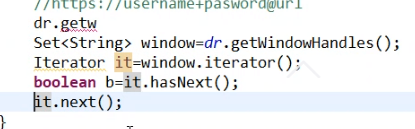 //https://username+pasword@url
dr.getw
Set<String> window=dr.getWindowHandles();
Iterator it=window.iterator();
boolean b=it.hasNext();
it.next();
}